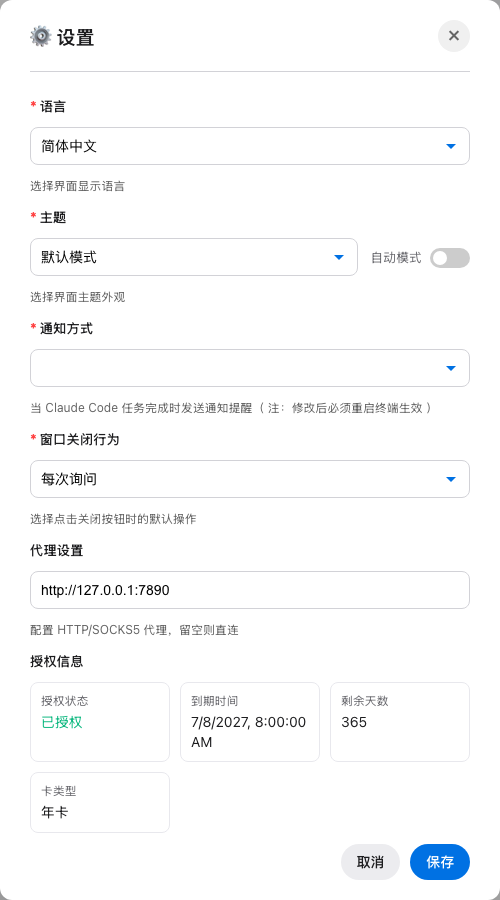 设置
* 语言
简体中文
选择界面显示语言
* 主题
默认模式
自动模式
选择界面主题外观
* 通知方式
当 Claude Code 任务完成时发送通知提醒（注：修改后必须重启终端生效）
* 窗口关闭行为
每次询问
选择点击关闭按钮时的默认操作
代理设置
http://127.0.0.1:7890
配置 HTTP/SOCKS5 代理，留空则直连
授权信息
授权状态
已授权
到期时间
7/8/2027, 8:00:00
AM
剩余天数
365
卡类型
年卡
取消
保存